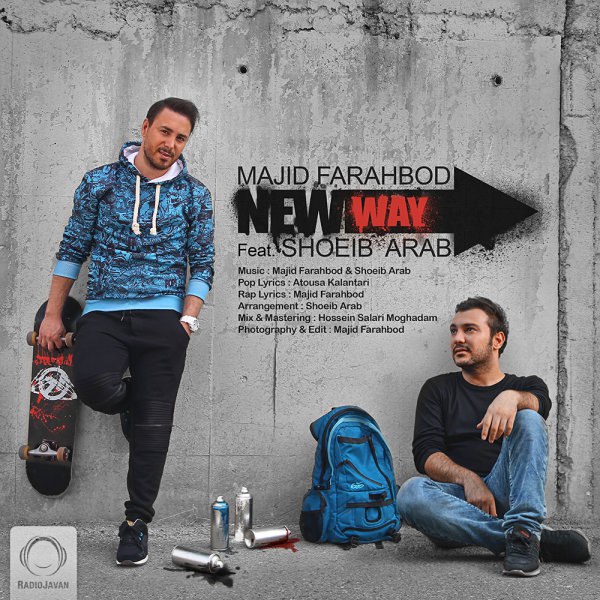 MAJID FARAHBOD
NEW WAY
Feat. SHOEIB ARAB
Music : Majid Farahbod & Shoeib Arab
Pop Lyrics : Atousa Kalantari
Rap Lyrics : Majid Farahbod
Arrangement : Shoeib Arab
Mix & Mastering : Hossein Salari Moghadam
Photography & Edit : Majid Farahbod
RADIOJAVAN